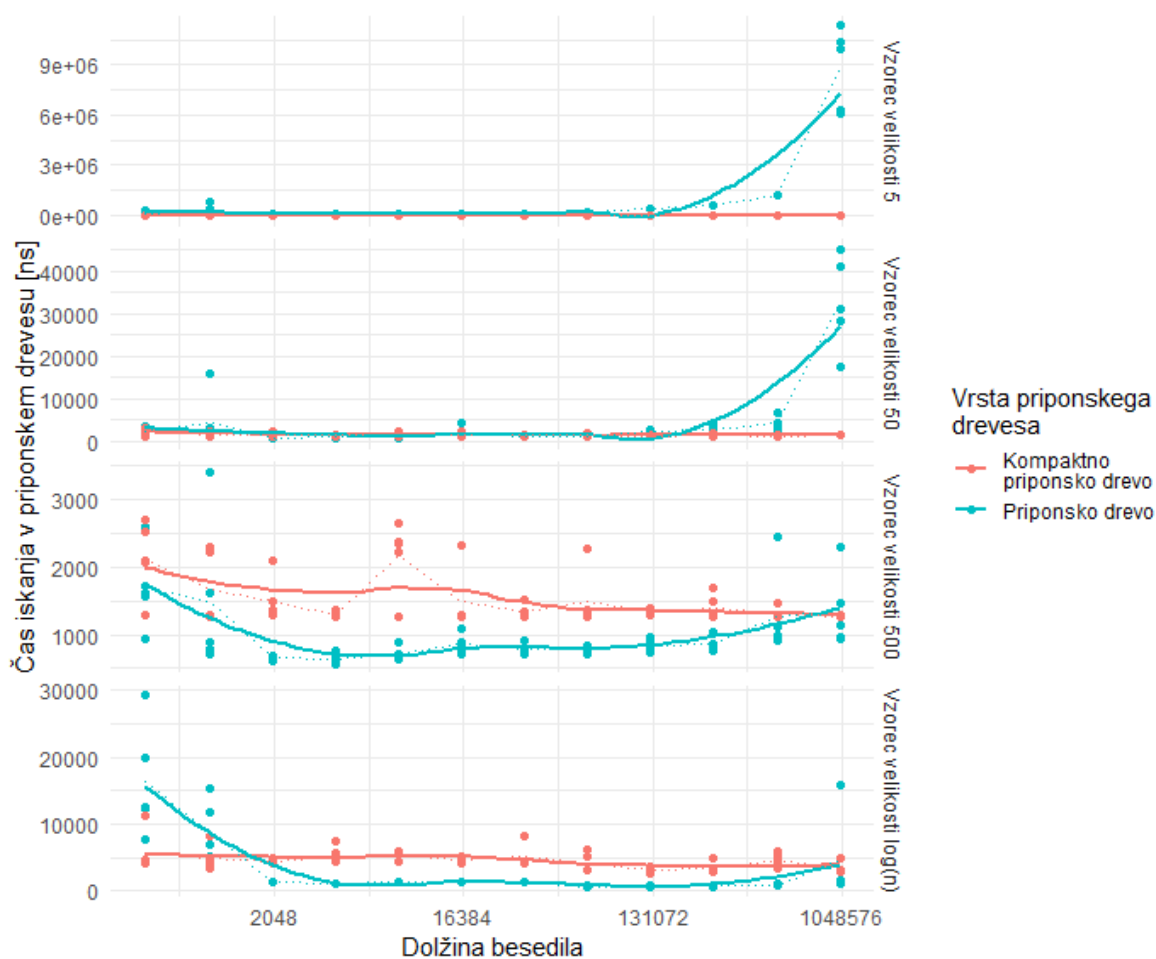 Čas iskanja v priponskem drevesu [ns]
9e+06
6e+06
3e+06
0e+00
Vzorec velikosti 5
40000
30000
20000
10000
0
Vzorec velikosti 50
3000
2000
1000
Vzorec velikosti 500
30000
20000
10000
0
Vzorec velikosti log(n)
2048
16384
131072
1048576
Dolžina besedila
Vrsta priponskega
drevesa
Kompaktno
priponsko drevo
Priponsko drevo